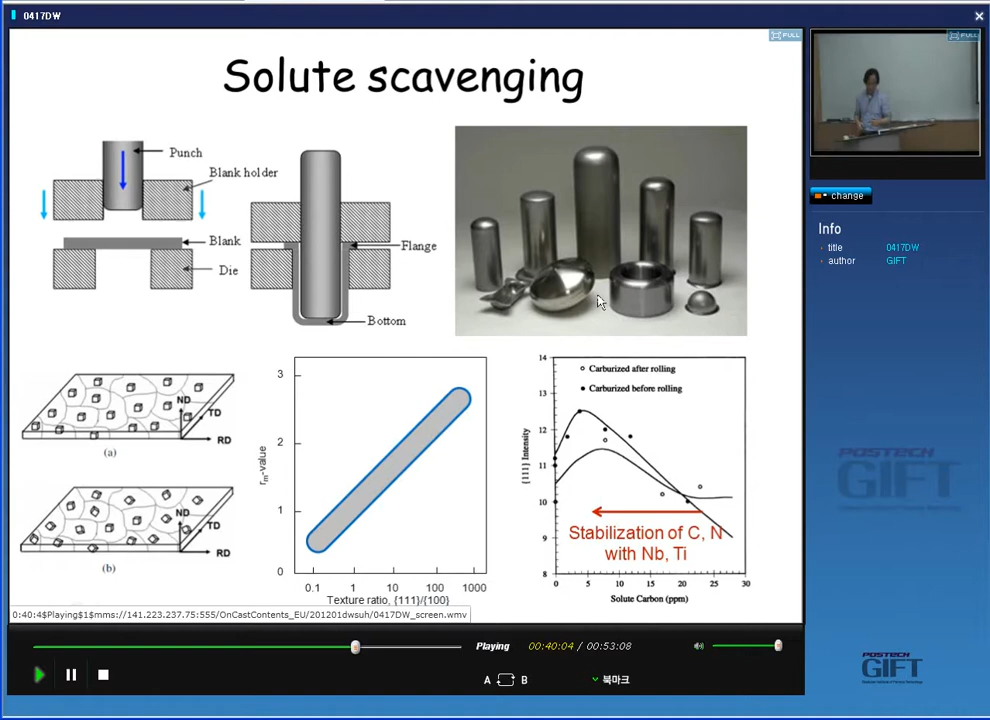 0417DW
FULL
FULL
Solute scavenging
Punch
Blank holder
Blank
Die
Flange
Bottom
ND
TD
RD
(a)
ND
TD
RD
(b)
3
2
1
0
rm-value
0.1 1 10 100 1000
Texture ratio, {111}/{100}
14
13
12
11
10
9
8
{111} Intensity
Carburized after rolling
Carburized before rolling
Stabilization of C, N
with Nb, Ti
0 5 10 15 20 25 30
Solute Carbon (ppm)
change
Info
title 0417DW
author GIFT
POSTECH
GIFT
0:40:4$Playing$1$mms://141.223.237.75:555/OnCastContents_EU/201201dwsuh/0417DW_screen.wmv
Playing 00:40:04 / 00:53:08
A B 북마크
POSTECH
GIFT